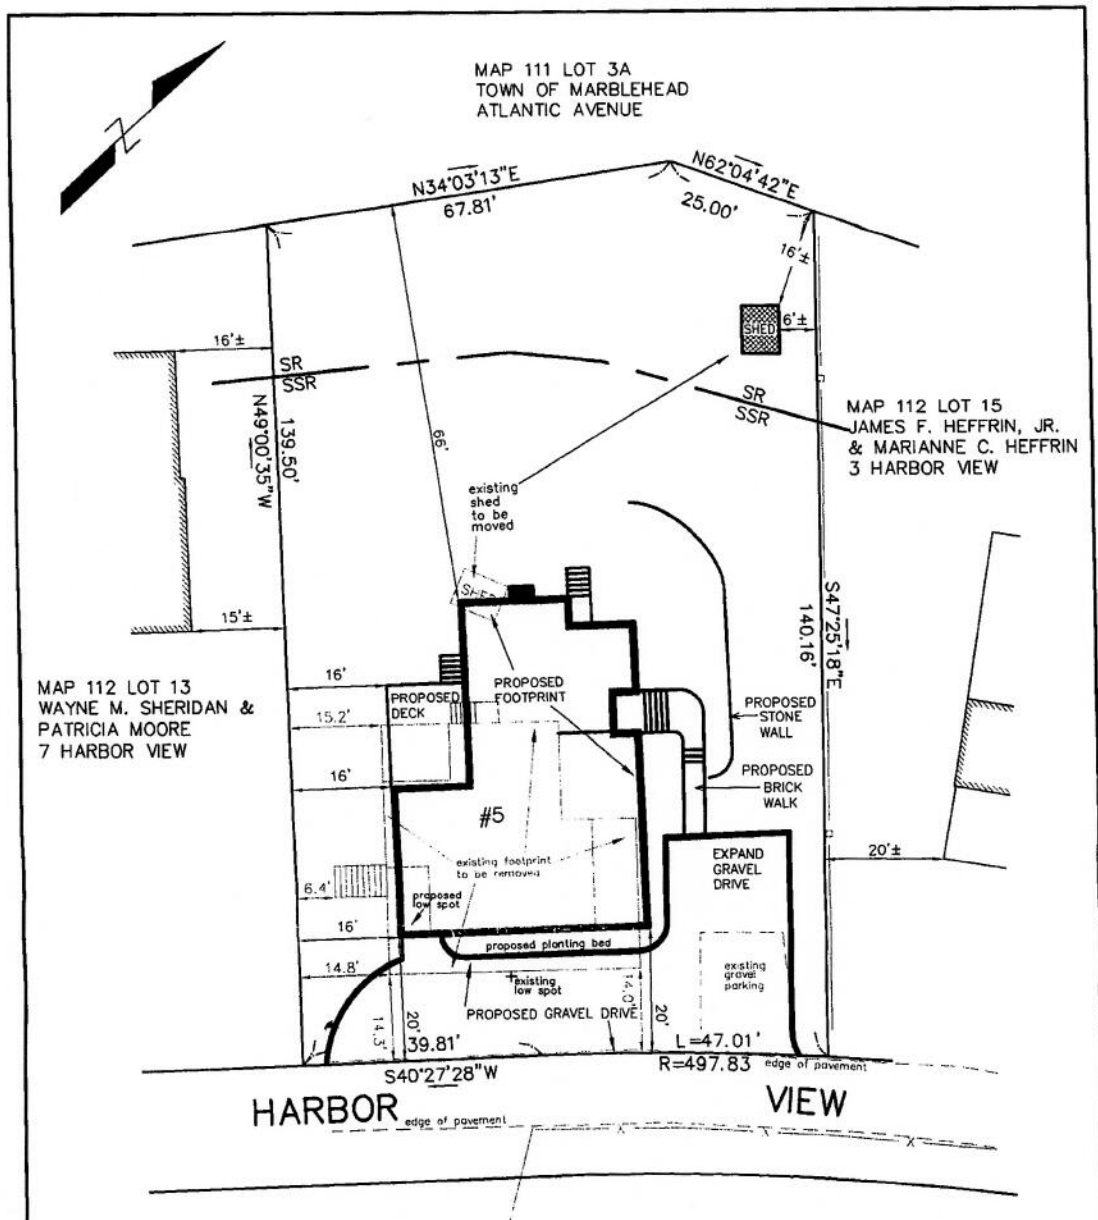 MAP 111 LOT 3A
TOWN OF MARBLEHEAD
ATLANTIC AVENUE
N34°03'13"E
67.81'
N62°04'42"E
25.00'
16'±
SHED
6'±
16'±
SR
SSR
SR
SSR
N49°00'35"W
139.50'
66'
MAP 112 LOT 15
JAMES F. HEFFRIN, JR.
& MARIANNE C. HEFFRIN
3 HARBOR VIEW
existing
shed
to be
moved
SHED
S47°25'18"E
140.16'
15'±
MAP 112 LOT 13
WAYNE M. SHERIDAN &
PATRICIA MOORE
7 HARBOR VIEW
16'
PROPOSED
DECK
PROPOSED
FOOTPRINT
15.2'
PROPOSED
STONE
WALL
16'
PROPOSED
BRICK
WALK
#5
existing footprint
to be removed
EXPAND
GRAVEL
DRIVE
20'±
6.4'
proposed
low spot
16'
proposed planting bed
14.8'
existing
low spot
existing
gravel
parking
PROPOSED GRAVEL DRIVE
14.3'
20'
14.0'
20'
39.81'
L=47.01'
S40°27'28"W
R=497.83
edge of pavement
HARBOR
edge of pavement
VIEW